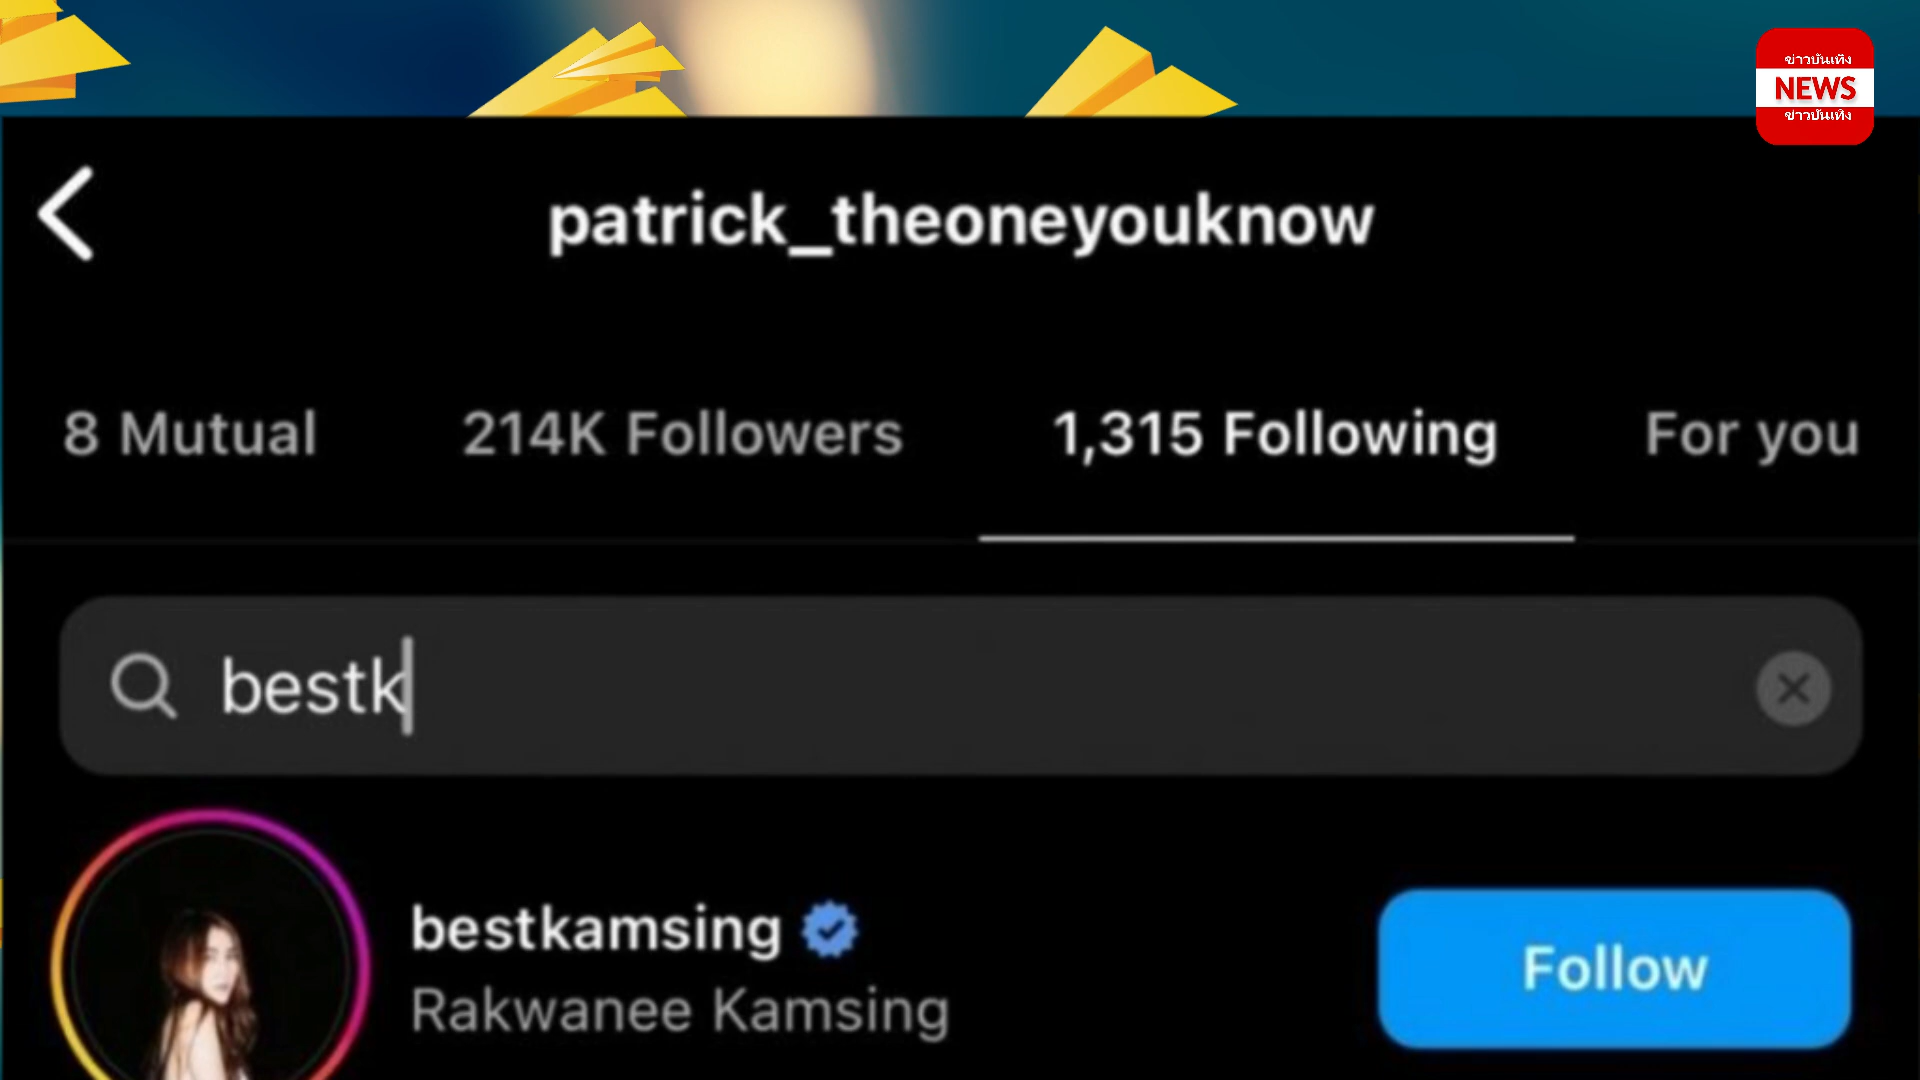 ข่าวบันเทิง
NEWS
ข่าวบันเทิง
patrick_theoneyouknow
8 Mutual
214K Followers
1,315 Following
For you
bestk
bestkamsing
Rakwanee Kamsing
Follow